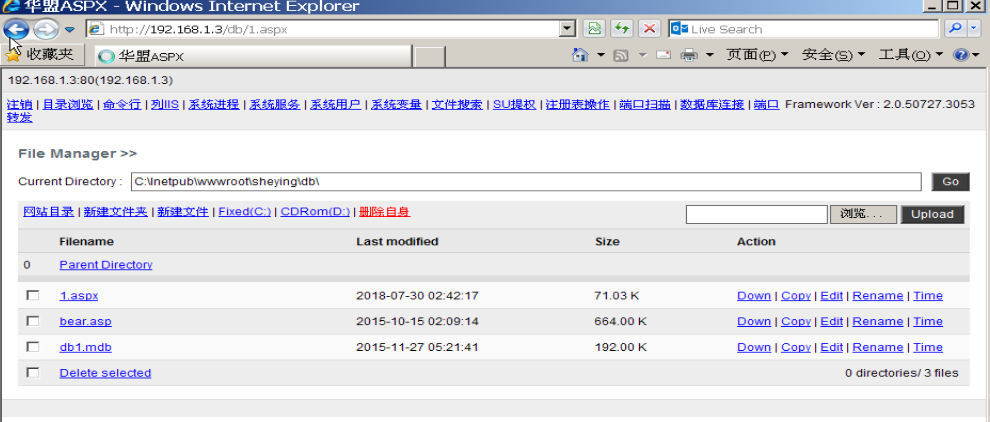 华盟ASPX - Windows Internet Explorer
http://192.168.1.3/db/1.aspx Live Search
收藏夹 华盟ASPX 页面(P) 安全(S) 工具(O)
192.168.1.3:80(192.168.1.3)
注销 | 目录浏览 | 命令行 | 列IIS | 系统进程 | 系统服务 | 系统用户 | 系统变量 | 文件搜索 | SU提权 | 注册表操作 | 端口扫描 | 数据库连接 | 端口 Framework Ver : 2.0.50727.3053
转发
File Manager >>
Current Directory : C:\Inetpub\wwwroot\sheying\db\ Go
网站目录 | 新建文件夹 | 新建文件 | Fixed(C:) | CDRom(D:) | 删除自身 浏览... Upload
Filename Last modified Size Action
0 Parent Directory
1.aspx 2018-07-30 02:42:17 71.03 K Down | Copy | Edit | Rename | Time
bear.asp 2015-10-15 02:09:14 664.00 K Down | Copy | Edit | Rename | Time
db1.mdb 2015-11-27 05:21:41 192.00 K Down | Copy | Edit | Rename | Time
Delete selected 0 directories/ 3 files